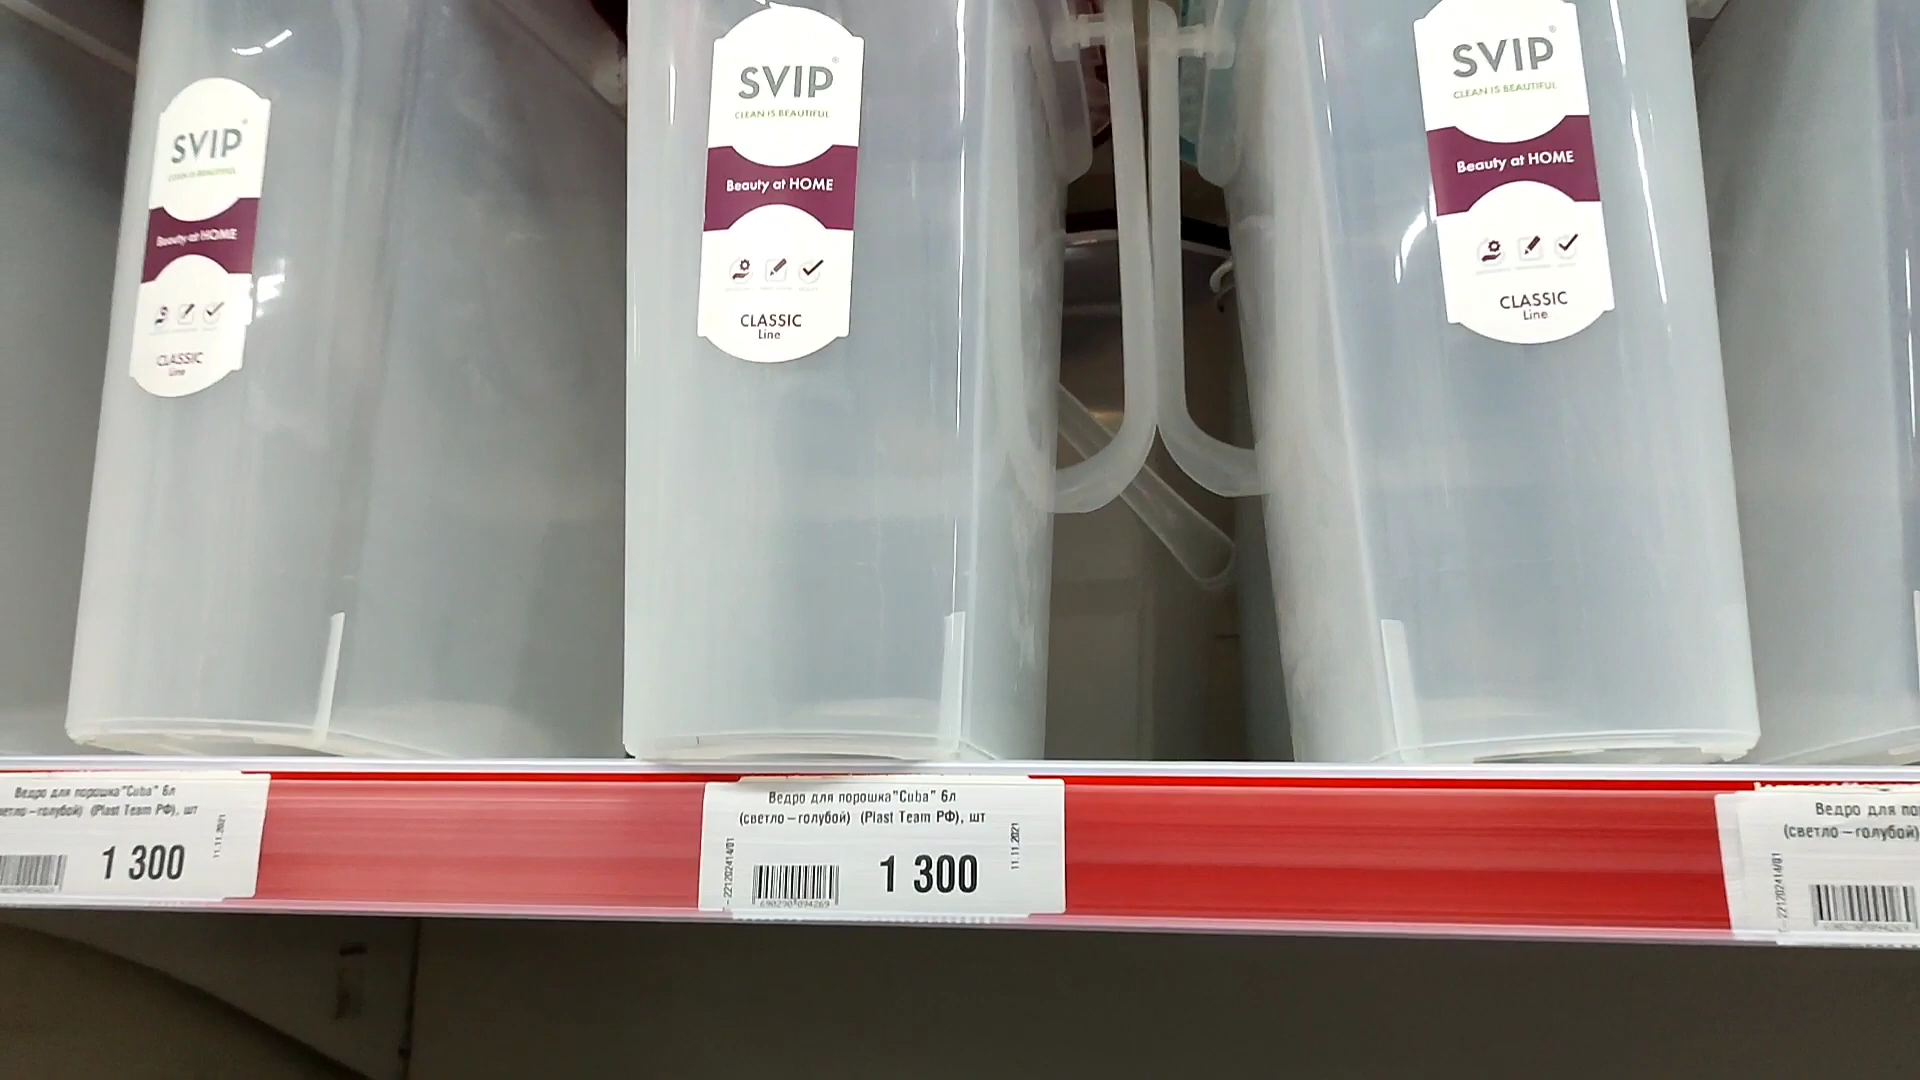 SVIP
CLEAN IS BEAUTIFUL
Beauty at HOME
CLASSIC
Line
SVIP®
CLEAN IS BEAUTIFUL
Beauty at HOME
CLASSIC
Line
SVIP®
CLEAN IS BEAUTIFUL
Beauty at HOME
CLASSIC
Line
Ведро для порошка "Cuba" 6л
(Plast Team РФ), шт
1 300
11.11.2021
Ведро для порошка "Cuba" 6л
(светло-голубой) (Plast Team РФ), шт
1 300
11.11.2021
Ведро для
(светло-голубой)